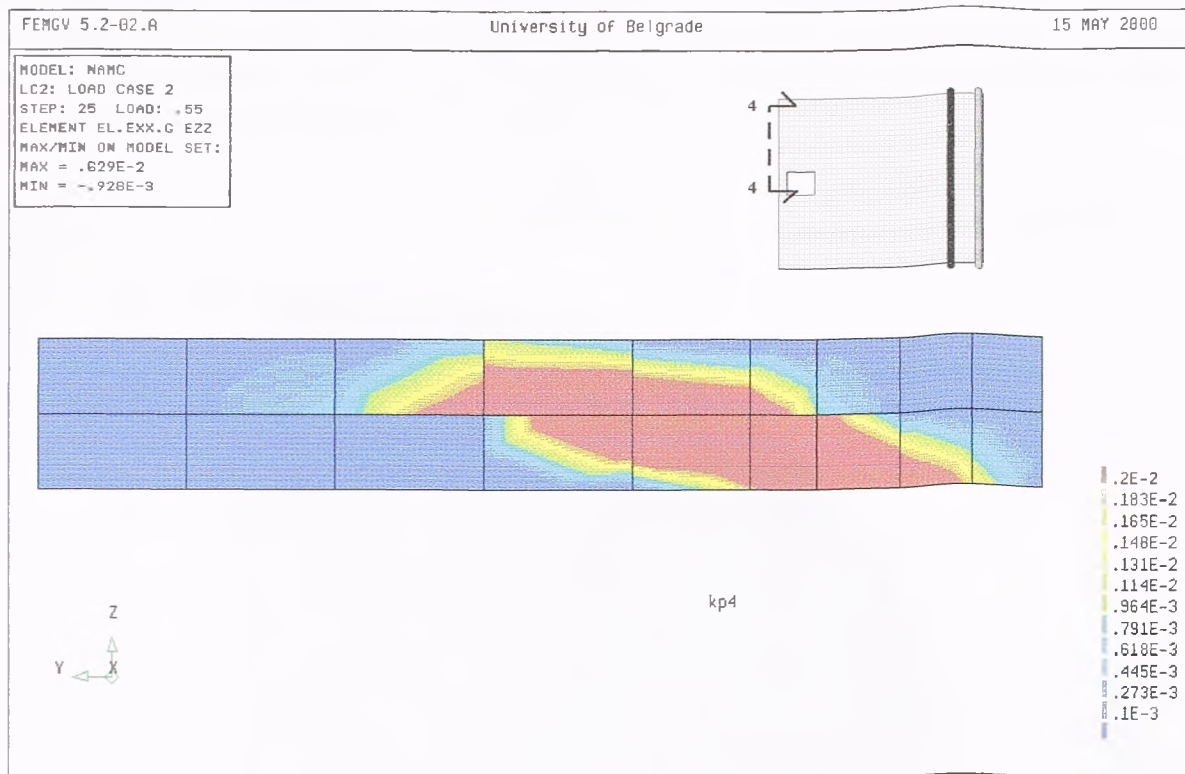 FEMGV 5.2-02.A
University of Belgrade
15 MAY 2000
MODEL: NAMC
LC2: LOAD CASE 2
STEP: 25 LOAD: .55
ELEMENT EL.EXX.G EZZ
MAX/MIN ON MODEL SET:
MAX = .629E-2
MIN = -.928E-3
4
4
.2E-2
.183E-2
.165E-2
.148E-2
.131E-2
.114E-2
.964E-3
.791E-3
.618E-3
.445E-3
.273E-3
.1E-3
kp4
Z
Y
X